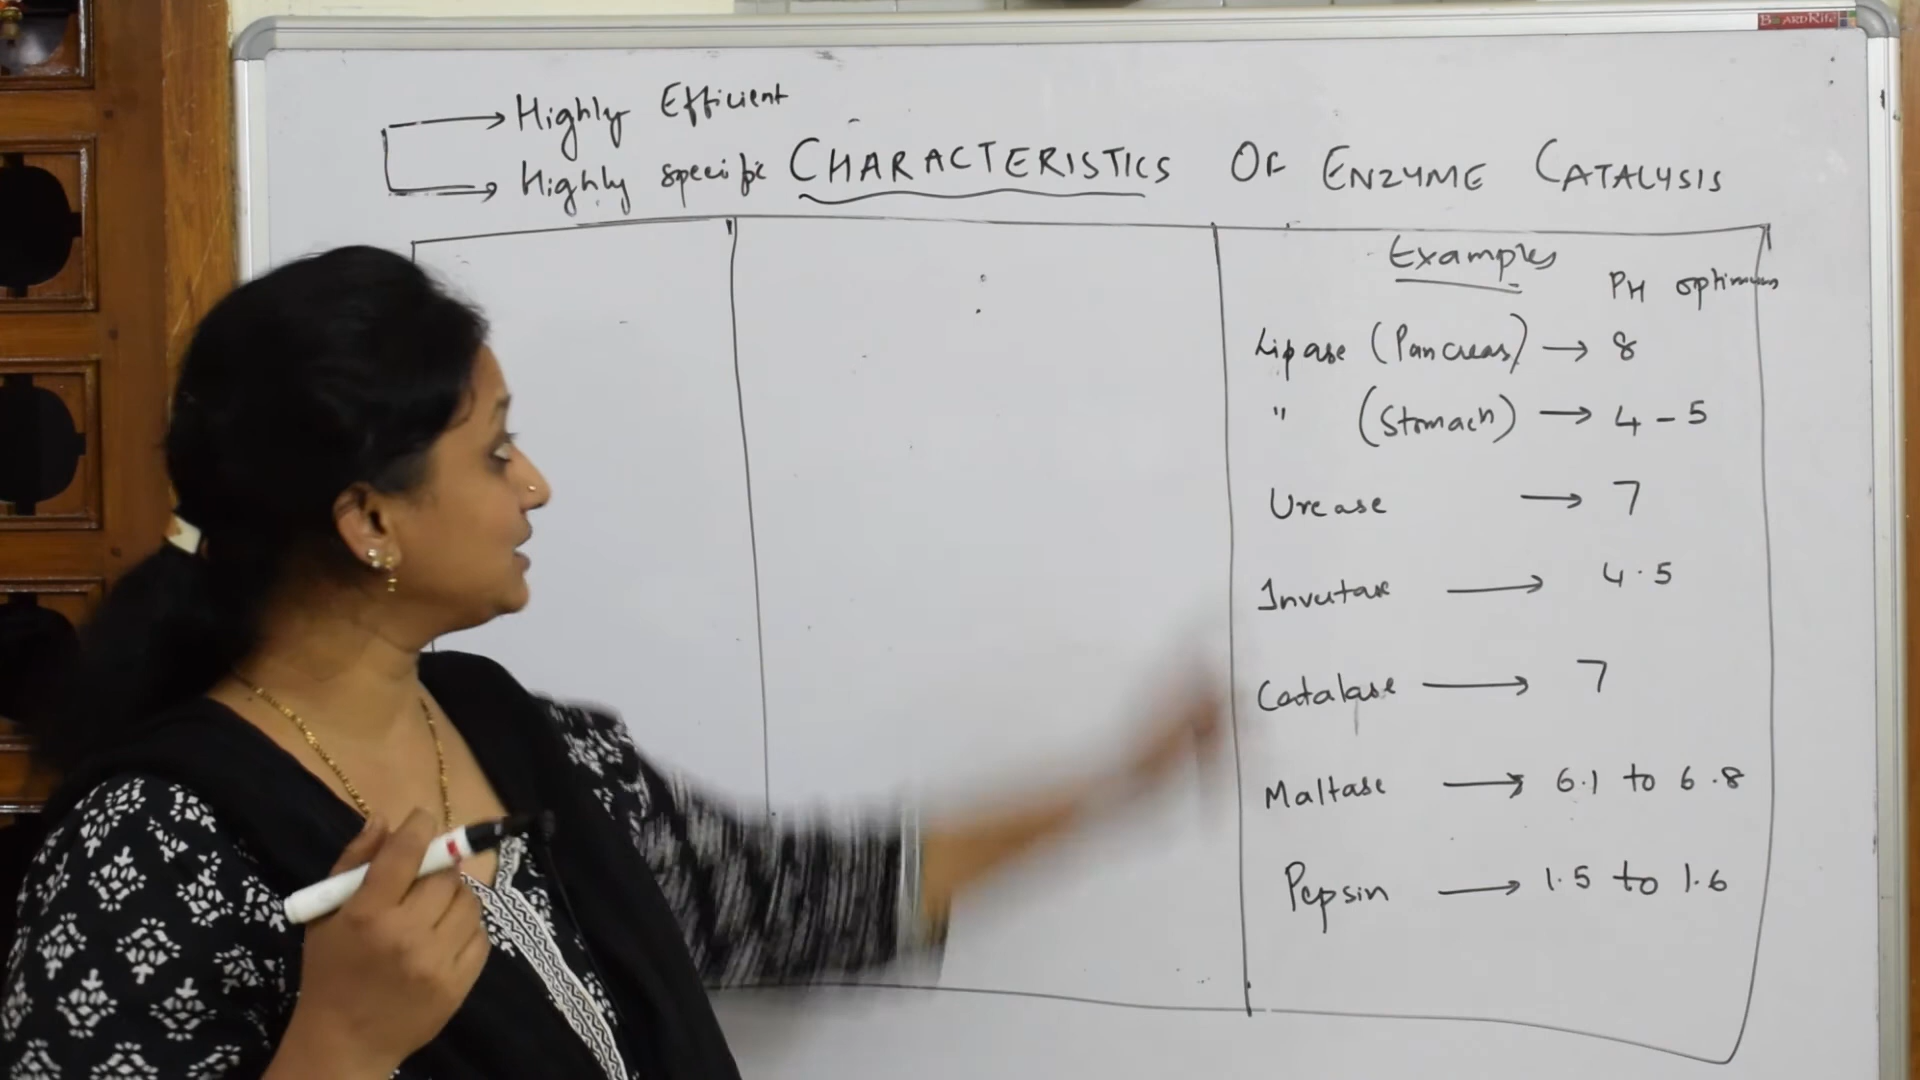 BoardRite
Highly Efficient
Highly specific
CHARACTERISTICS OF ENZYME CATALYSIS
Examples
PH optimum
Lipase (Pancreas) → 8
" (Stomach) → 4 - 5
Urease → 7
Invertase → 4.5
Catalase → 7
Maltase → 6.1 to 6.8
Pepsin → 1.5 to 1.6